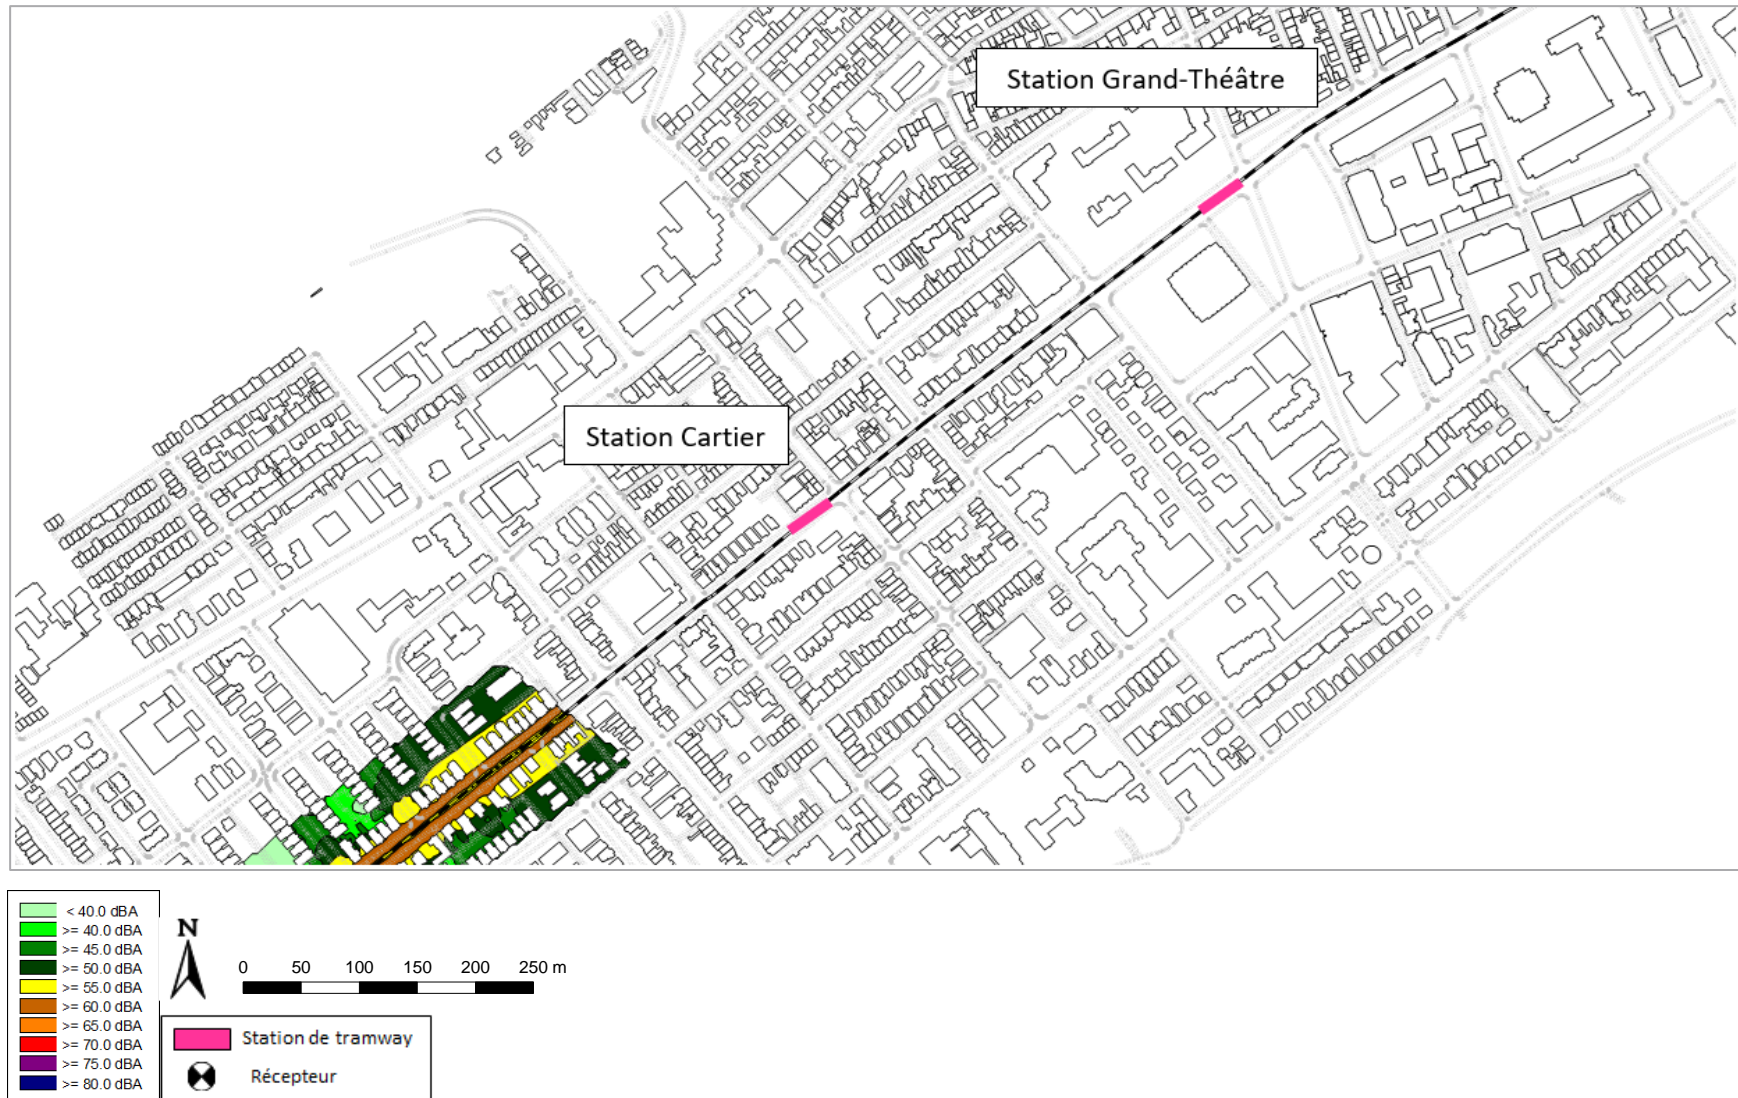 Station Grand-Théâtre
Station Cartier
< 40.0 dBA
>= 40.0 dBA
>= 45.0 dBA
>= 50.0 dBA
>= 55.0 dBA
>= 60.0 dBA
>= 65.0 dBA
>= 70.0 dBA
>= 75.0 dBA
>= 80.0 dBA
N
0 50 100 150 200 250 m
Station de tramway
Récepteur